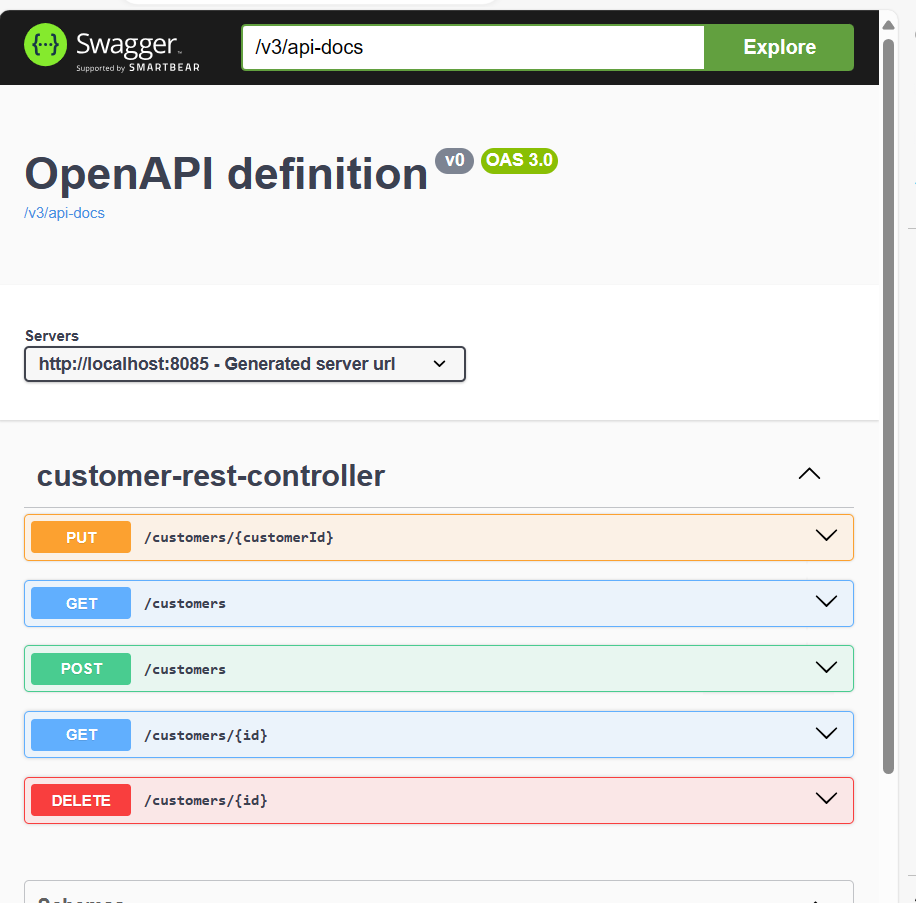 Swagger
Supported by SMARTBEAR
/v3/api-docs
Explore
OpenAPI definition v0 OAS 3.0
/v3/api-docs
Servers
http://localhost:8085 - Generated server url
customer-rest-controller
PUT /customers/{customerId}
GET /customers
POST /customers
GET /customers/{id}
DELETE /customers/{id}
Schemas